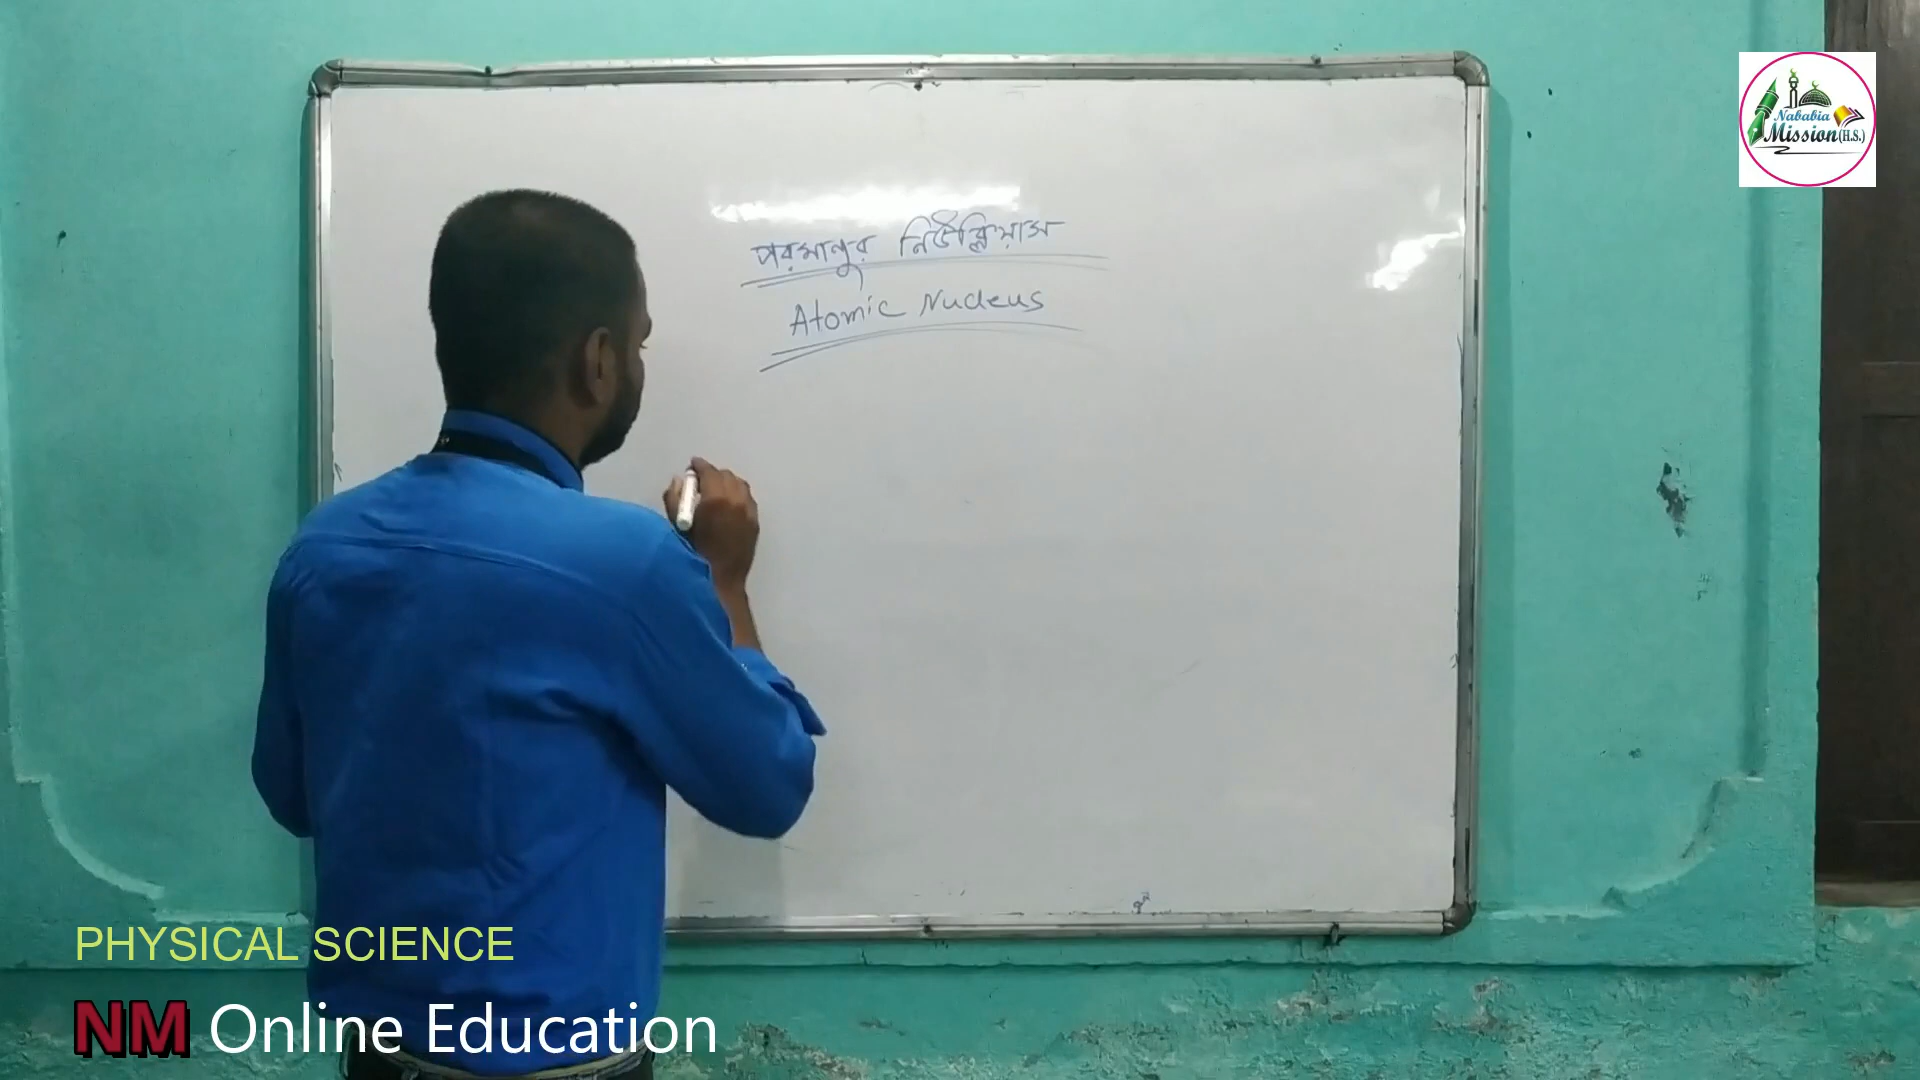 পরমানুর নিউক্লিয়াস
Atomic Nucleus
Nababia
Mission(H.S.)
PHYSICAL SCIENCE
NM Online Education